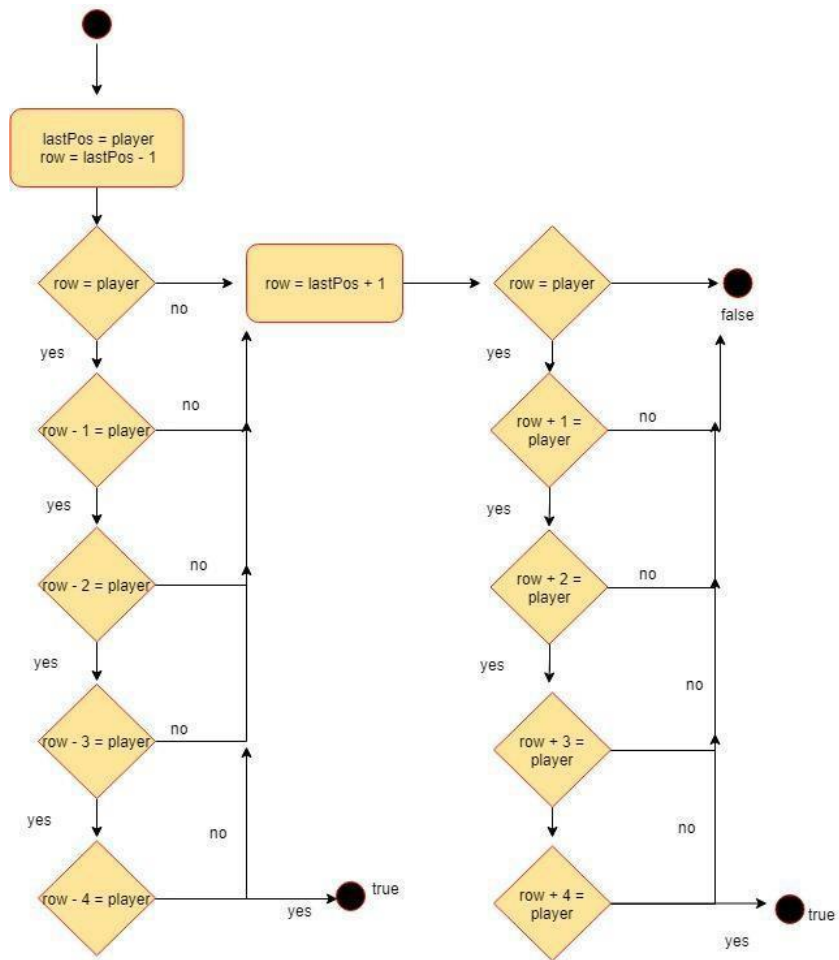 lastPos = player
row = lastPos - 1
row = player
no
row = lastPos + 1
row = player
false
yes
yes
row - 1 = player
no
row + 1 =
player
no
yes
yes
row - 2 = player
no
row + 2 =
player
no
yes
yes
no
row - 3 = player
no
row + 3 =
player
yes
no
no
row - 4 = player
yes
true
row + 4 =
player
yes
true